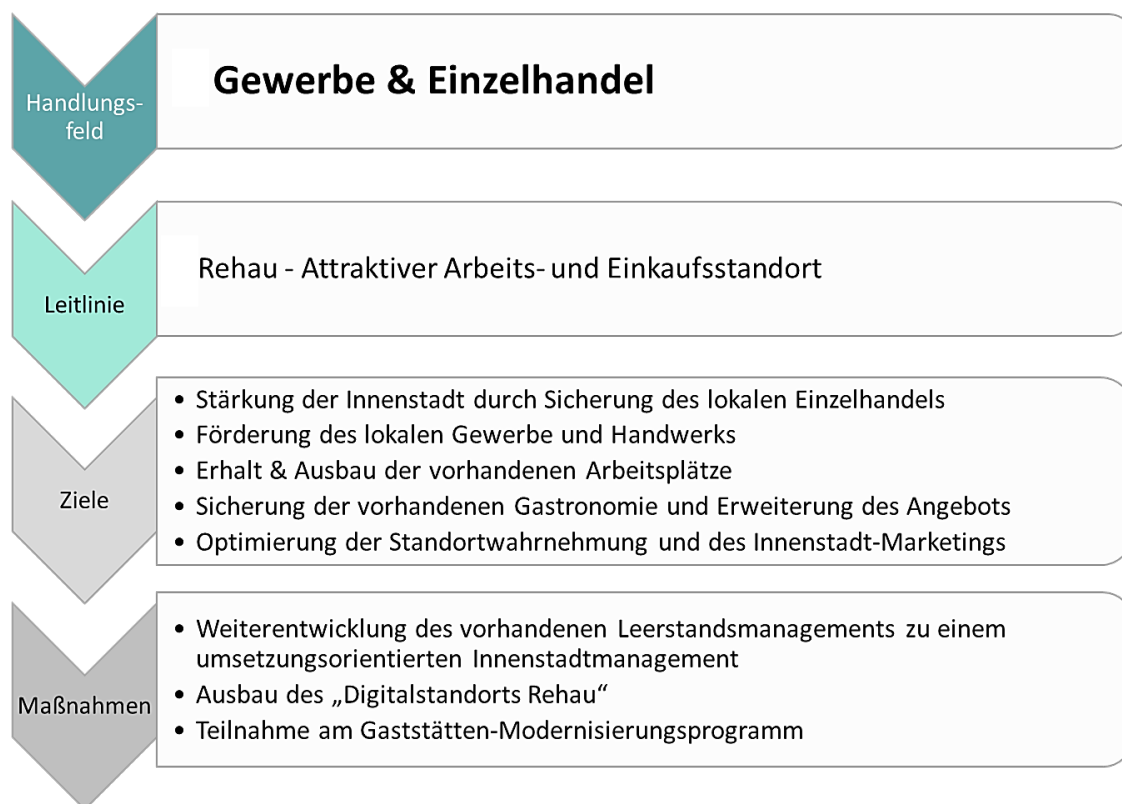 Handlungs-
feld
Gewerbe & Einzelhandel
Leitlinie
Rehau - Attraktiver Arbeits- und Einkaufsstandort
Ziele
• Stärkung der Innenstadt durch Sicherung des lokalen Einzelhandels
• Förderung des lokalen Gewerbe und Handwerks
• Erhalt & Ausbau der vorhandenen Arbeitsplätze
• Sicherung der vorhandenen Gastronomie und Erweiterung des Angebots
• Optimierung der Standortwahrnehmung und des Innenstadt-Marketings
Maßnahmen
• Weiterentwicklung des vorhandenen Leerstandsmanagements zu einem
umsetzungsorientierten Innenstadtmanagement
• Ausbau des „Digitalstandorts Rehau“
• Teilnahme am Gaststätten-Modernisierungsprogramm